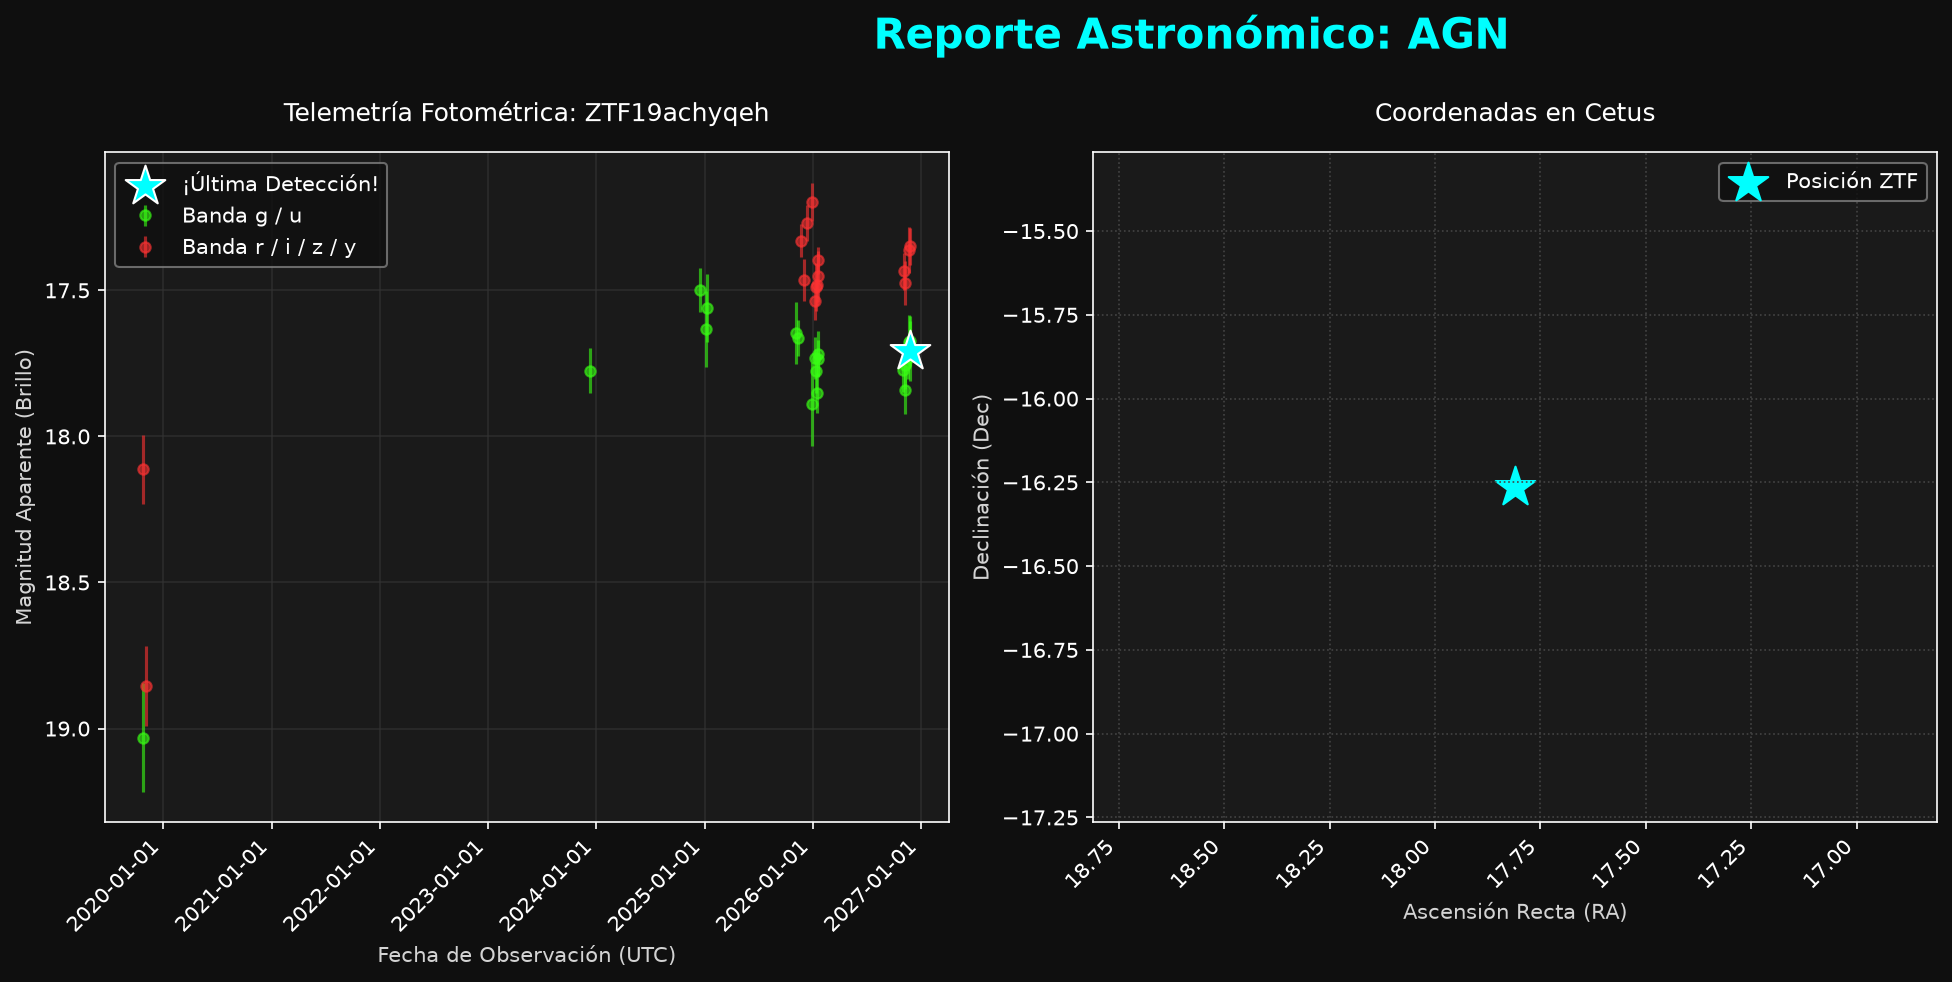 Reporte Astronómico: AGN
Telemetría Fotométrica: ZTF19achyqeh
¡Última Detección!
Banda g / u
Banda r / i / z / y
Magnitud Aparente (Brillo)
17.5
18.0
18.5
19.0
2020-01-01
2021-01-01
2022-01-01
2023-01-01
2024-01-01
2025-01-01
2026-01-01
2027-01-01
Fecha de Observación (UTC)
Coordenadas en Cetus
Posición ZTF
Declinación (Dec)
−15.50
−15.75
−16.00
−16.25
−16.50
−16.75
−17.00
−17.25
18.75
18.50
18.25
18.00
17.75
17.50
17.25
17.00
Ascensión Recta (RA)